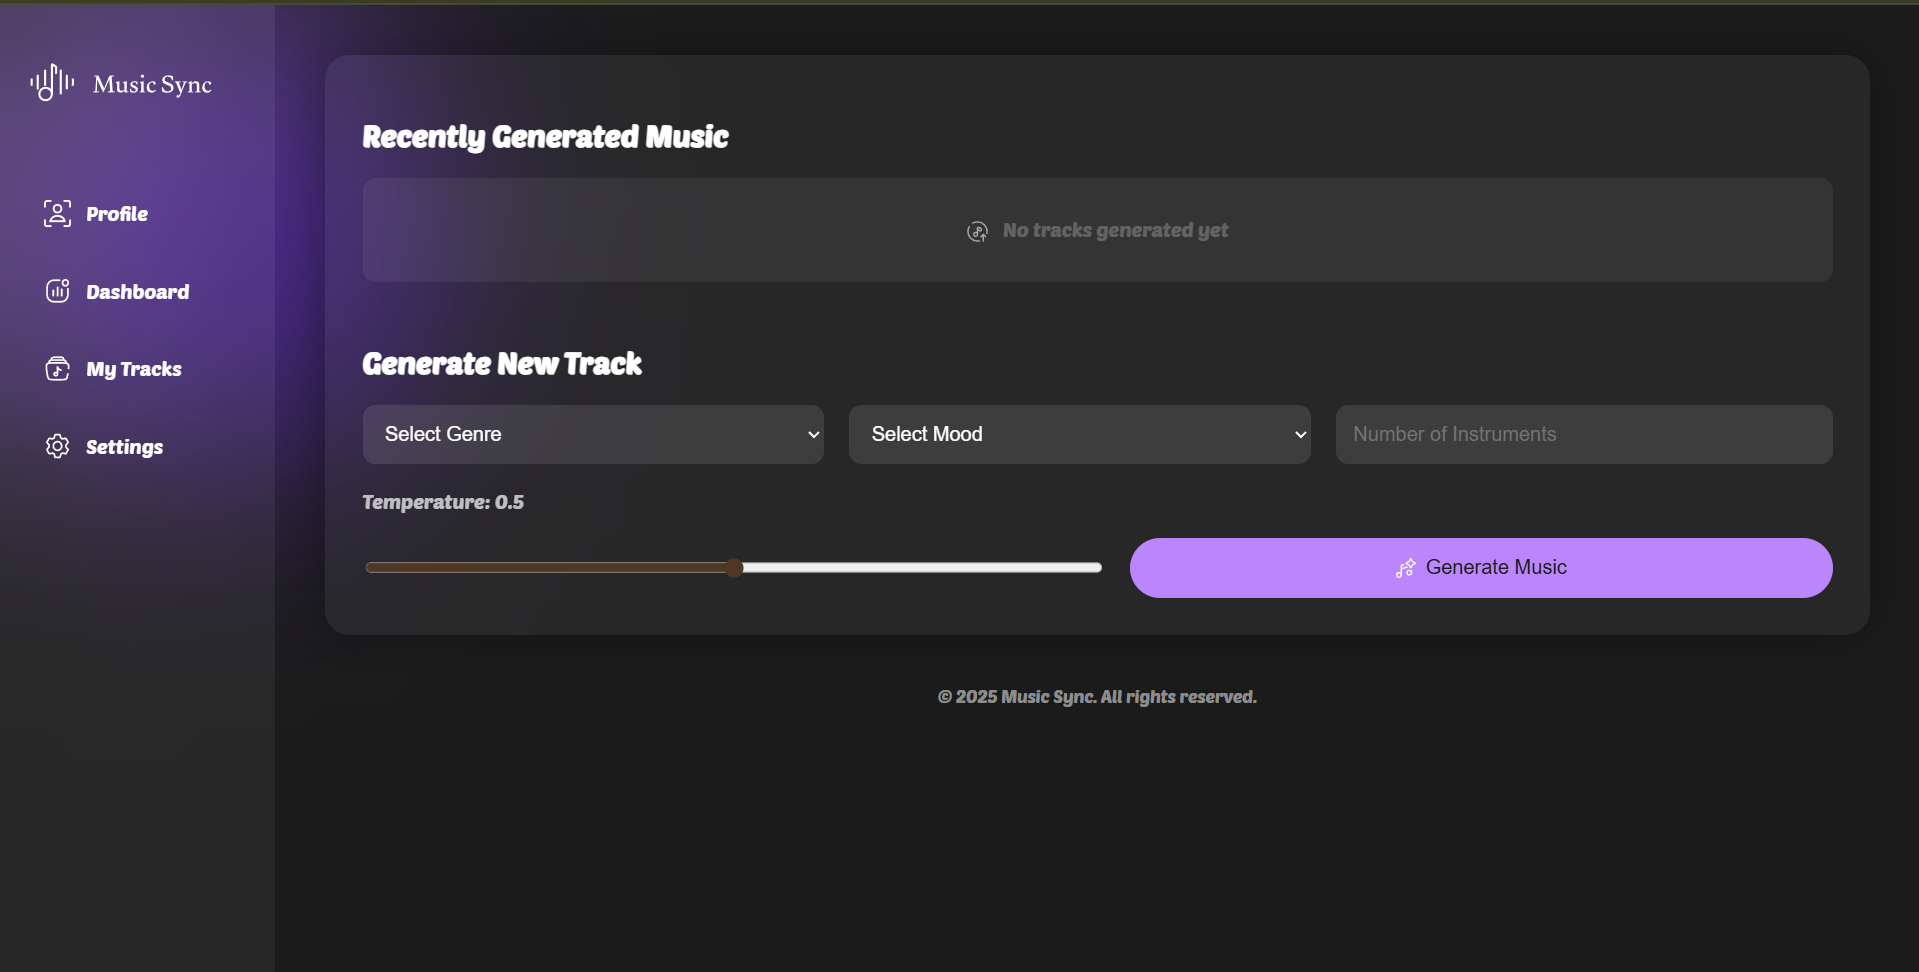 Music Sync
Profile
Dashboard
My Tracks
Settings
Recently Generated Music
No tracks generated yet
Generate New Track
Select Genre
Select Mood
Number of Instruments
Temperature: 0.5
Generate Music
© 2025 Music Sync. All rights reserved.